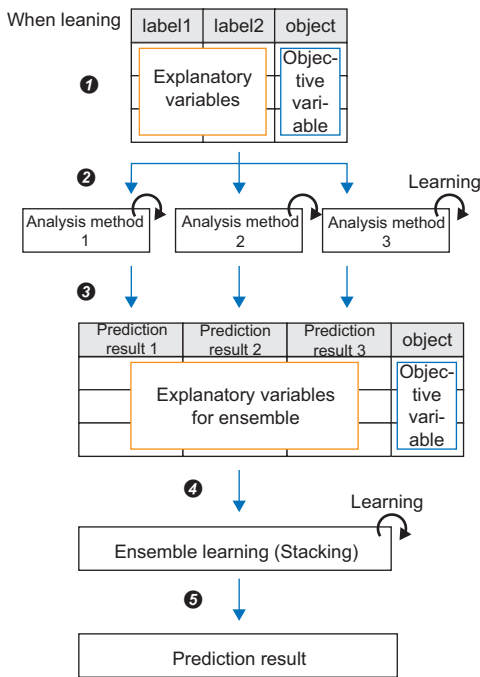 When leaning
label1 label2 object
❶
Explanatory
variables
Objec-
tive
vari-
able
❷
Learning
Analysis method
1
Analysis method
2
Analysis method
3
❸
Prediction
result 1
Prediction
result 2
Prediction
result 3
object
Explanatory variables
for ensemble
Objec-
tive
vari-
able
❹
Learning
Ensemble learning (Stacking)
❺
Prediction result